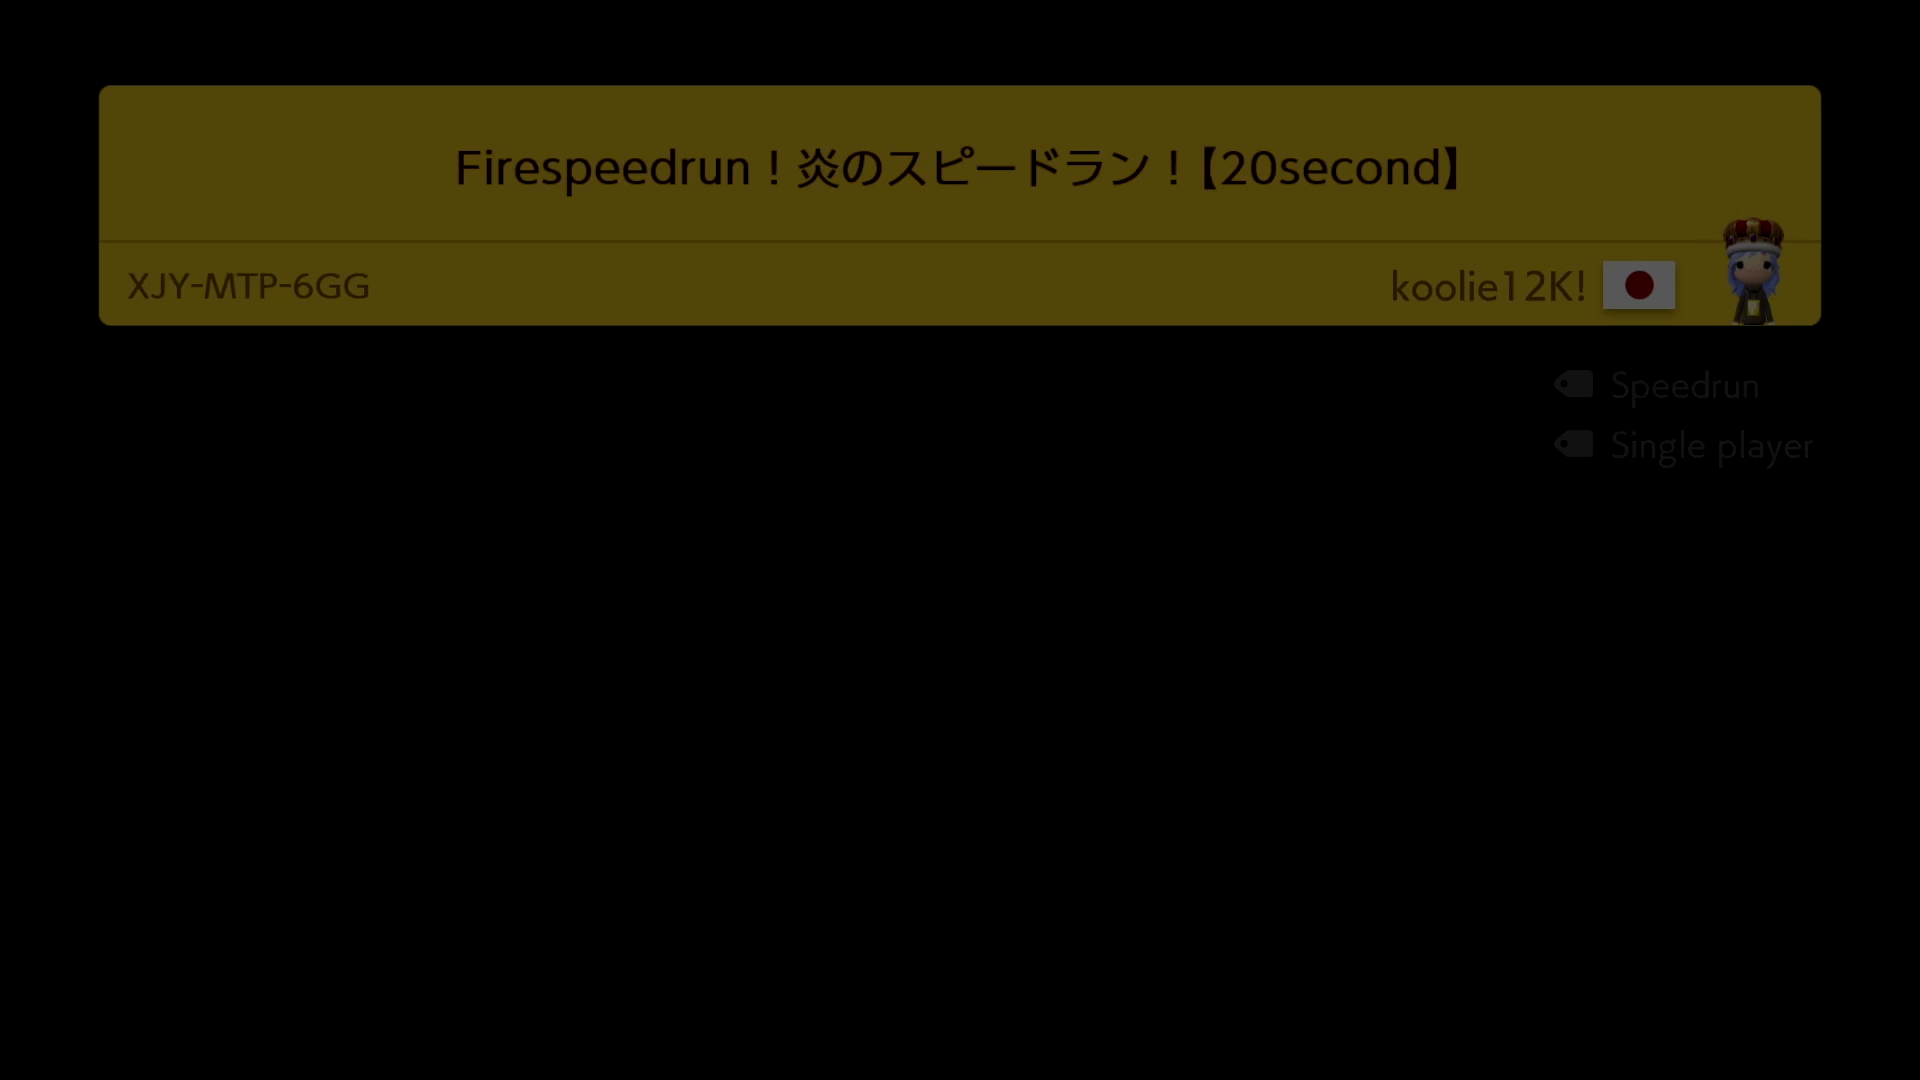 Firespeedrun！炎のスピードラン！【20second】
XJY-MTP-6GG
koolie12K!
Speedrun
Single player